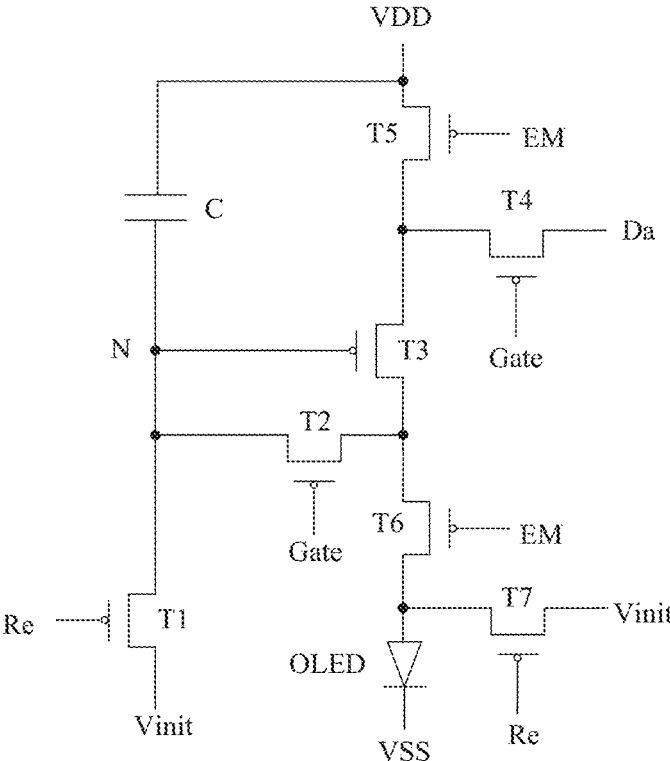 VDD
T5
EM
C
T4
Da
N
T3
Gate
T2
T6
EM
Gate
T7
Re
T1
Vinit
OLED
Vinit
Re
VSS